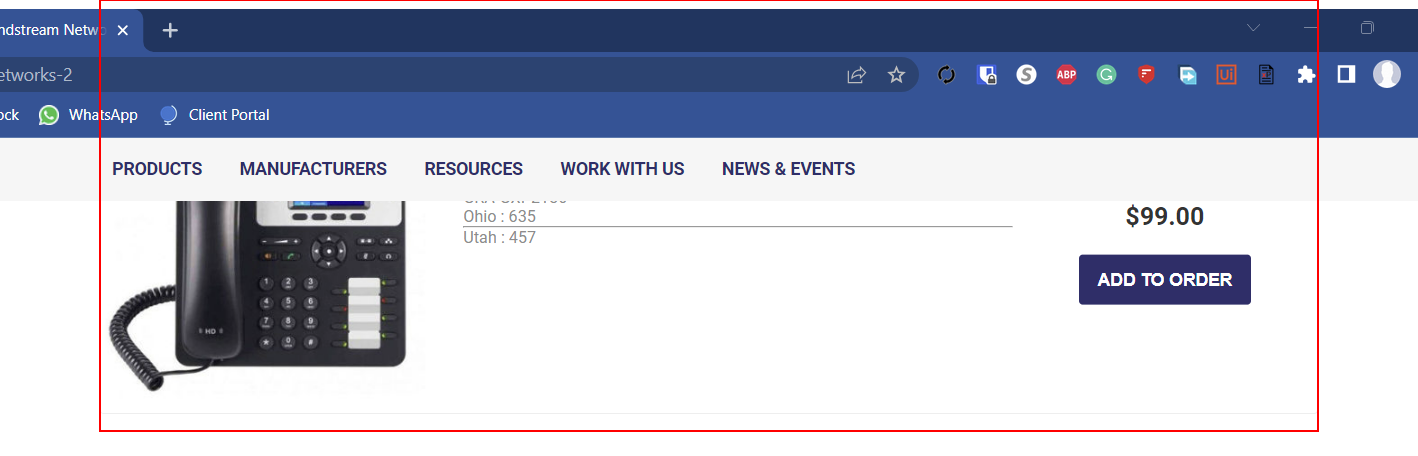 ndstream Netwo
etworks-2
ABP
Ui
ock WhatsApp Client Portal
PRODUCTS MANUFACTURERS RESOURCES WORK WITH US NEWS & EVENTS
Ohio : 635
$99.00
Utah : 457
ADD TO ORDER
HD
1 2 3
4 5 6
7 8 9
* 0 #